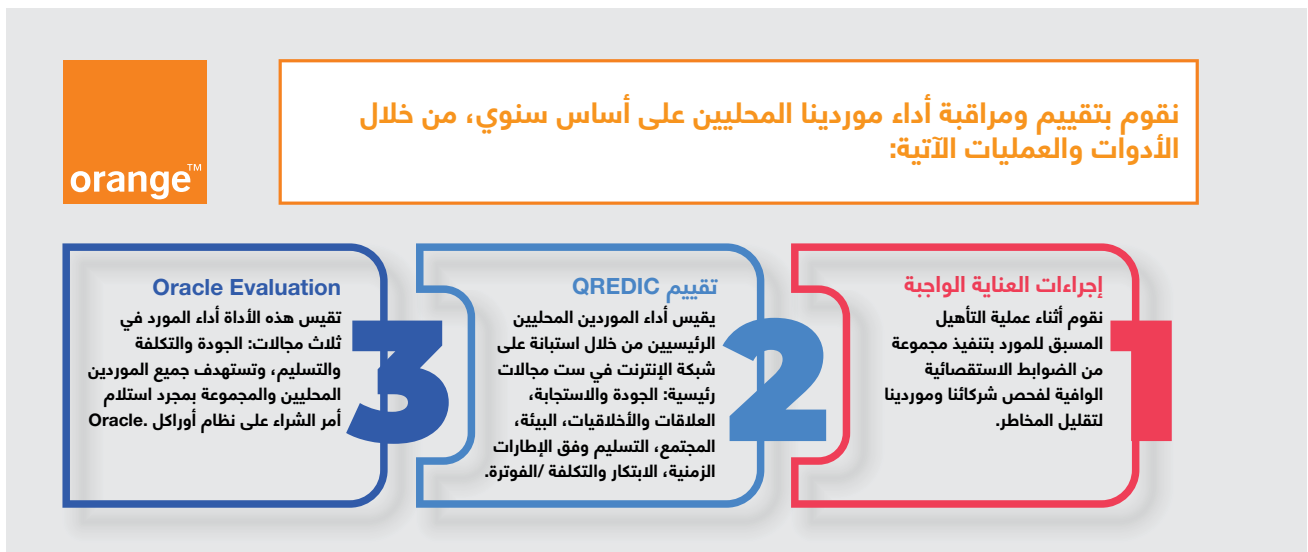 orange™
نقوم بتقييم ومراقبة أداء موردينا المحليين على أساس سنوي، من خلال
الأدوات والعمليات الآتية:
1
إجراءات العناية الواجبة
نقوم أثناء عملية التأهيل
المسبق للمورد بتنفيذ مجموعة
من الضوابط الاستقصائية
الوافية لفحص شركائنا وموردينا
لتقليل المخاطر.
2
تقييم QREDIC
يقيس أداء الموردين المحليين
الرئيسيين من خلال استبانة على
شبكة الإنترنت في ست مجالات
رئيسية: الجودة والاستجابة،
العلاقات والأخلاقيات، البيئة،
المجتمع، التسليم وفق الإطارات
الزمنية، الابتكار والتكلفة /الفوترة.
3
Oracle Evaluation
تقيس هذه الأداة أداء المورد في
ثلاث مجالات: الجودة والتكلفة
والتسليم، وتستهدف جميع الموردين
المحليين والمجموعة بمجرد استلام
أمر الشراء على نظام أوراكل .Oracle